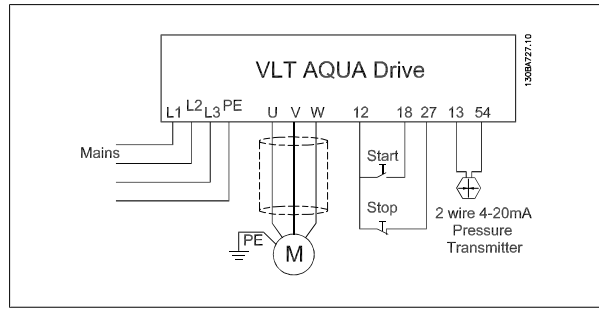 VLT AQUA Drive
130BA727.10
L1 L2 L3 PE U V W 12 18 27 13 54
Mains
Start
Stop
PE
M
2 wire 4-20mA
Pressure
Transmitter